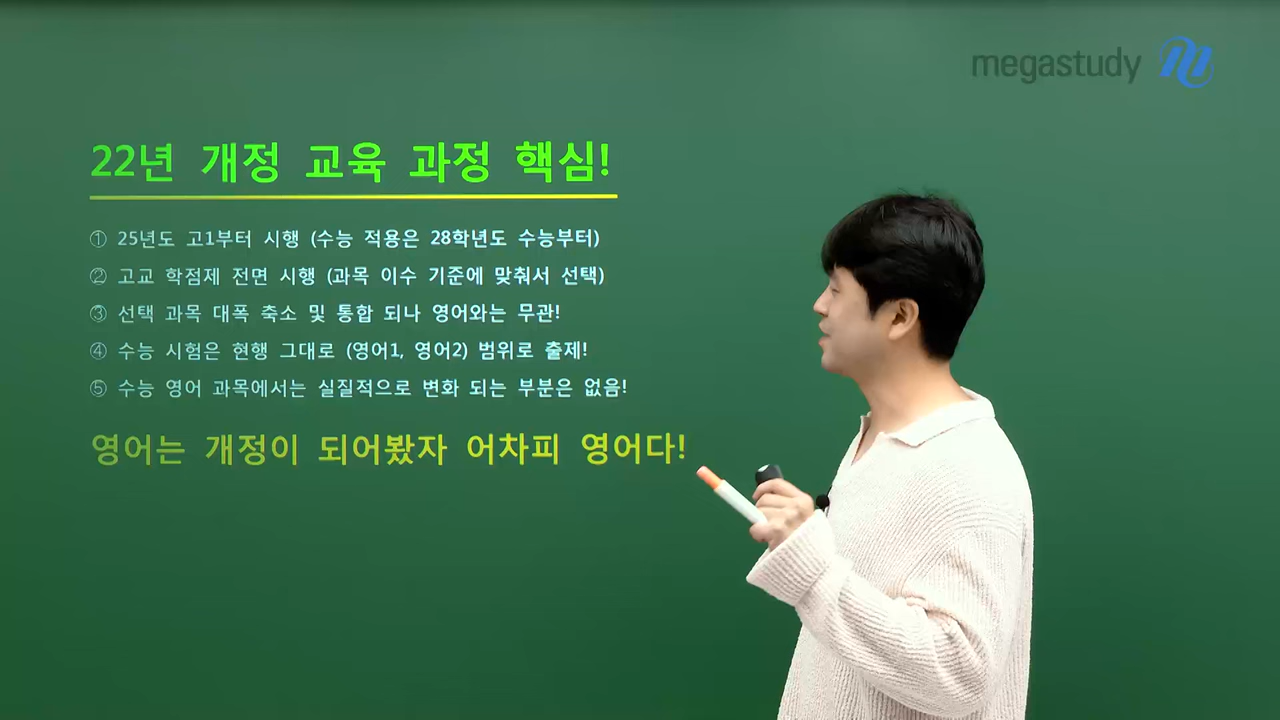 megastudy
22년 개정 교육 과정 핵심!
① 25년도 고1부터 시행 (수능 적용은 28학년도 수능부터)
② 고교 학점제 전면 시행 (과목 이수 기준에 맞춰서 선택)
③ 선택 과목 대폭 축소 및 통합 되나 영어와는 무관!
④ 수능 시험은 현행 그대로 (영어1, 영어2) 범위로 출제!
⑤ 수능 영어 과목에서는 실질적으로 변화 되는 부분은 없음!
영어는 개정이 되어봤자 어차피 영어다!